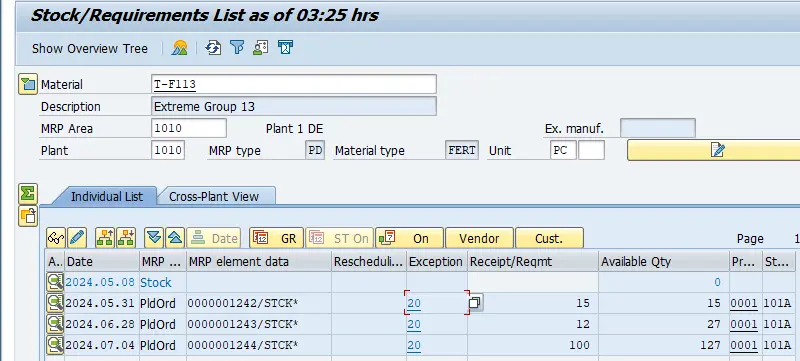 Stock/Requirements List as of 03:25 hrs
Show Overview Tree
Material T-F113
Description Extreme Group 13
MRP Area 1010 Plant 1 DE Ex. manuf.
Plant 1010 MRP type PD Material type FERT Unit PC
Individual List Cross-Plant View
Date GR ST On On Vendor Cust. Page 1
A.. Date MRP ... MRP element data Rescheduli... Exception Receipt/Reqmt Available Qty Pr... St...
2024.05.08 Stock 0
2024.05.31 PldOrd 0000001242/STCK* 20 15 15 0001 101A
2024.06.28 PldOrd 0000001243/STCK* 20 12 27 0001 101A
2024.07.04 PldOrd 0000001244/STCK* 20 100 127 0001 101A